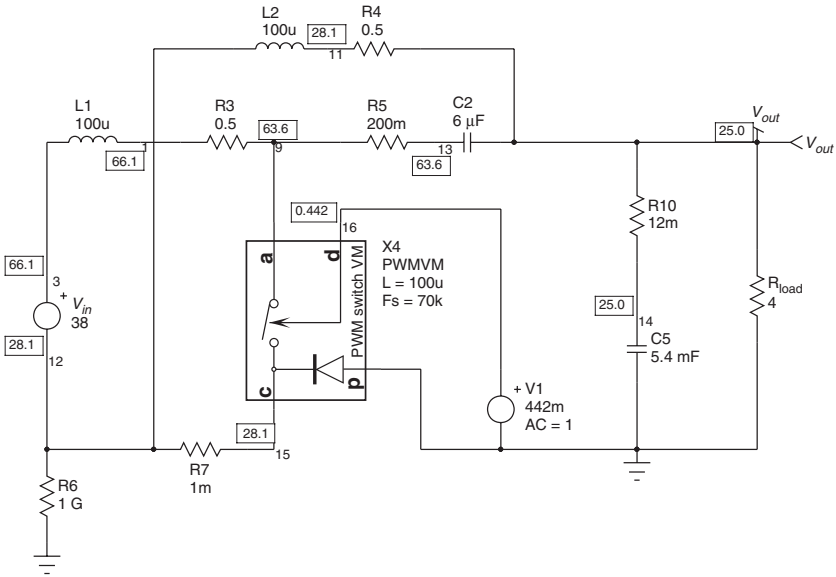 L2
100u
28.1
11
R4
0.5
L1
100u
1
66.1
R3
0.5
63.6
9
R5
200m
C2
6 µF
13
63.6
25.0
Vout
Vout
0.442
16
R10
12m
X4
PWMVM
L = 100u
Fs = 70k
a
d
PWM switch VM
c
p
66.1
3
+
Vin
38
28.1
12
25.0
14
C5
5.4 mF
Rload
4
+ V1
442m
AC = 1
28.1
15
R7
1m
R6
1 G